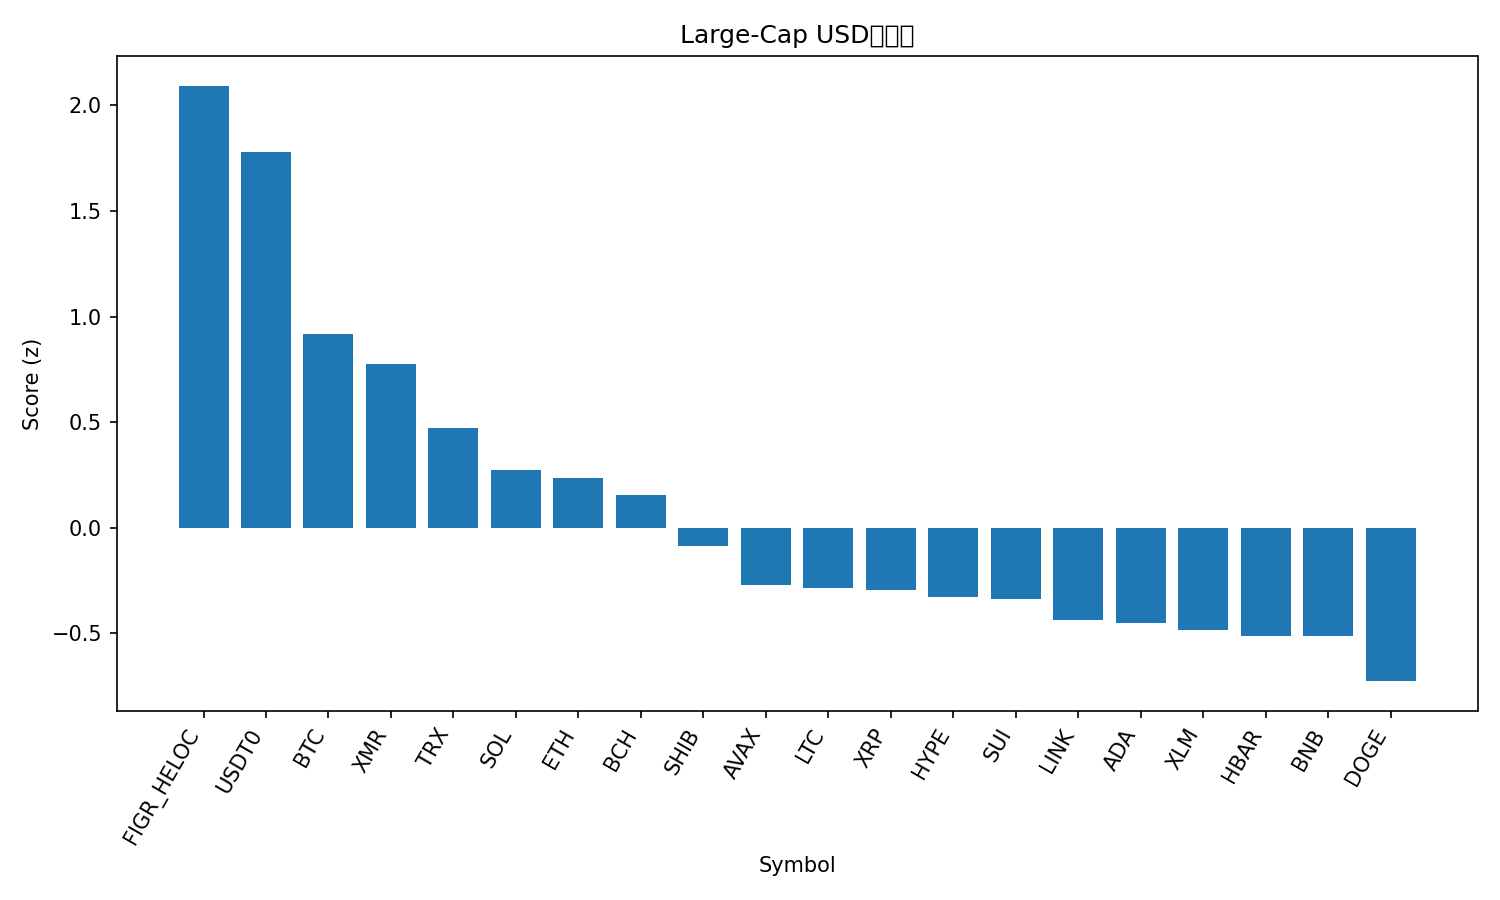 Large-Cap USD
Score (z)
2.0
1.5
1.0
0.5
0.0
−0.5
FIGR_HELOC
USDT0
BTC
XMR
TRX
SOL
ETH
BCH
SHIB
AVAX
LTC
XRP
HYPE
SUI
LINK
ADA
XLM
HBAR
BNB
DOGE
Symbol